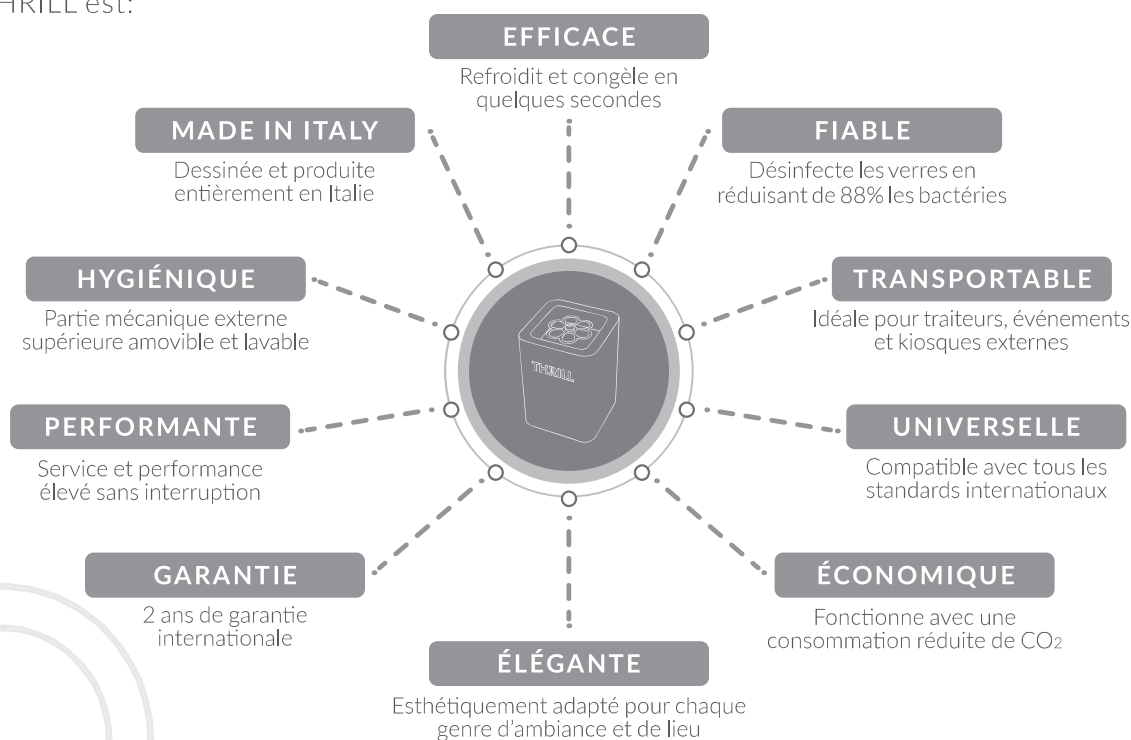 THRILL est:
EFFICACE
Refroidit et congèle en
quelques secondes
MADE IN ITALY
Dessinée et produite
entièrement en Italie
FIABLE
Désinfecte les verres en
réduisant de 88% les bactéries
HYGIÉNIQUE
Partie mécanique externe
supérieure amovible et lavable
TRANSPORTABLE
Idéale pour traiteurs, événements
et kiosques externes
THRILL
PERFORMANTE
Service et performance
élevé sans interruption
UNIVERSELLE
Compatible avec tous les
standards internationaux
GARANTIE
2 ans de garantie
internationale
ÉCONOMIQUE
Fonctionne avec une
consommation réduite de CO2
ÉLÉGANTE
Esthétiquement adapté pour chaque
genre d'ambiance et de lieu